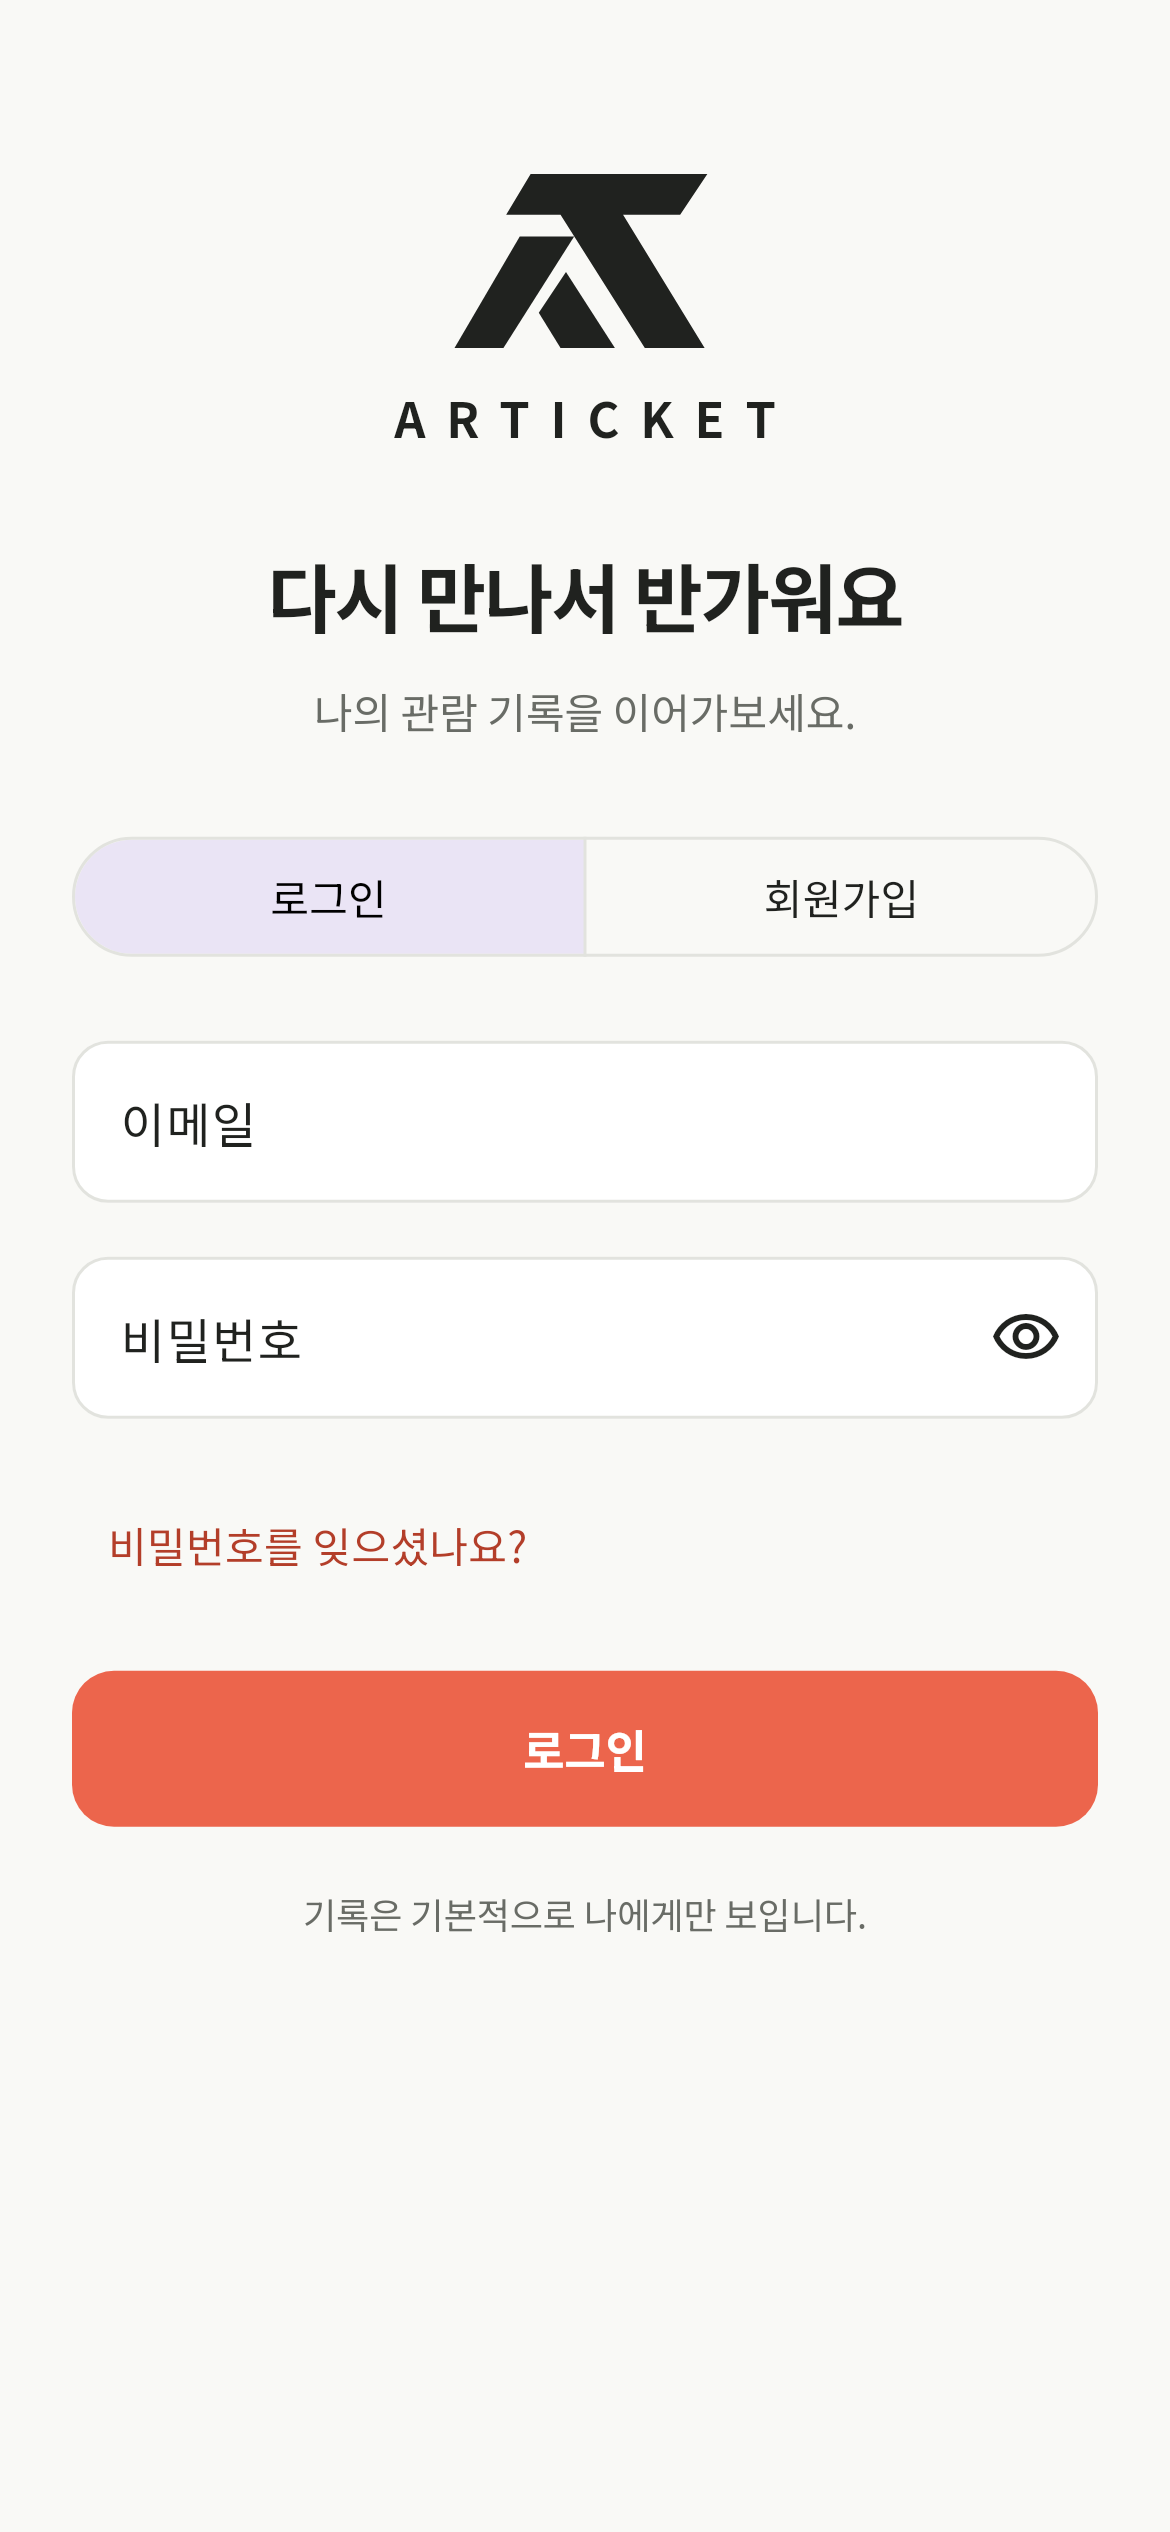 ARTICKET
다시 만나서 반가워요
나의 관람 기록을 이어가보세요.
로그인
회원가입
이메일
비밀번호
비밀번호를 잊으셨나요?
로그인
기록은 기본적으로 나에게만 보입니다.